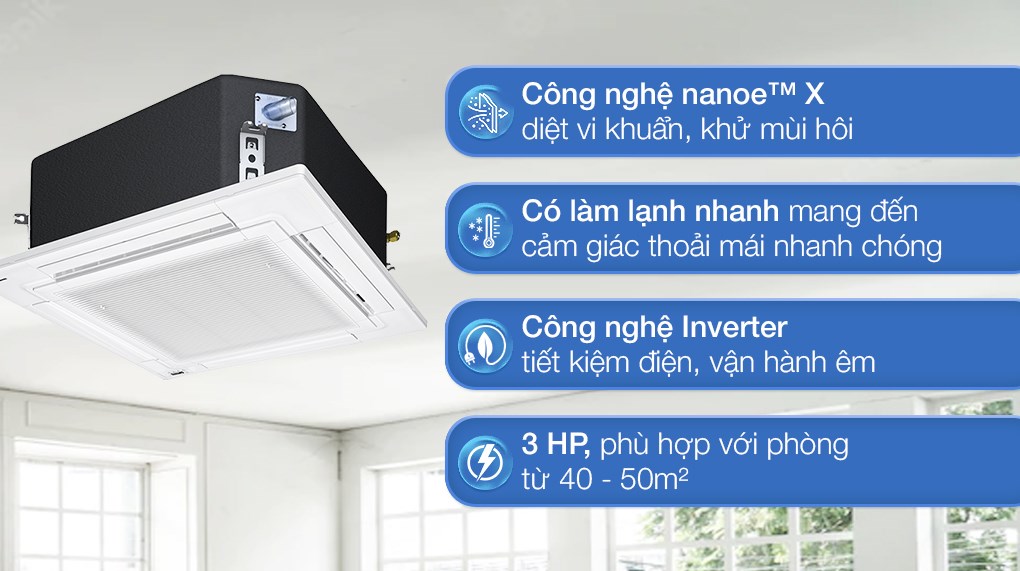 Công nghệ nanoe™ X
diệt vi khuẩn, khử mùi hôi
Có làm lạnh nhanh mang đến
cảm giác thoải mái nhanh chóng
Công nghệ Inverter
tiết kiệm điện, vận hành êm
3 HP, phù hợp với phòng
từ 40 - 50m²